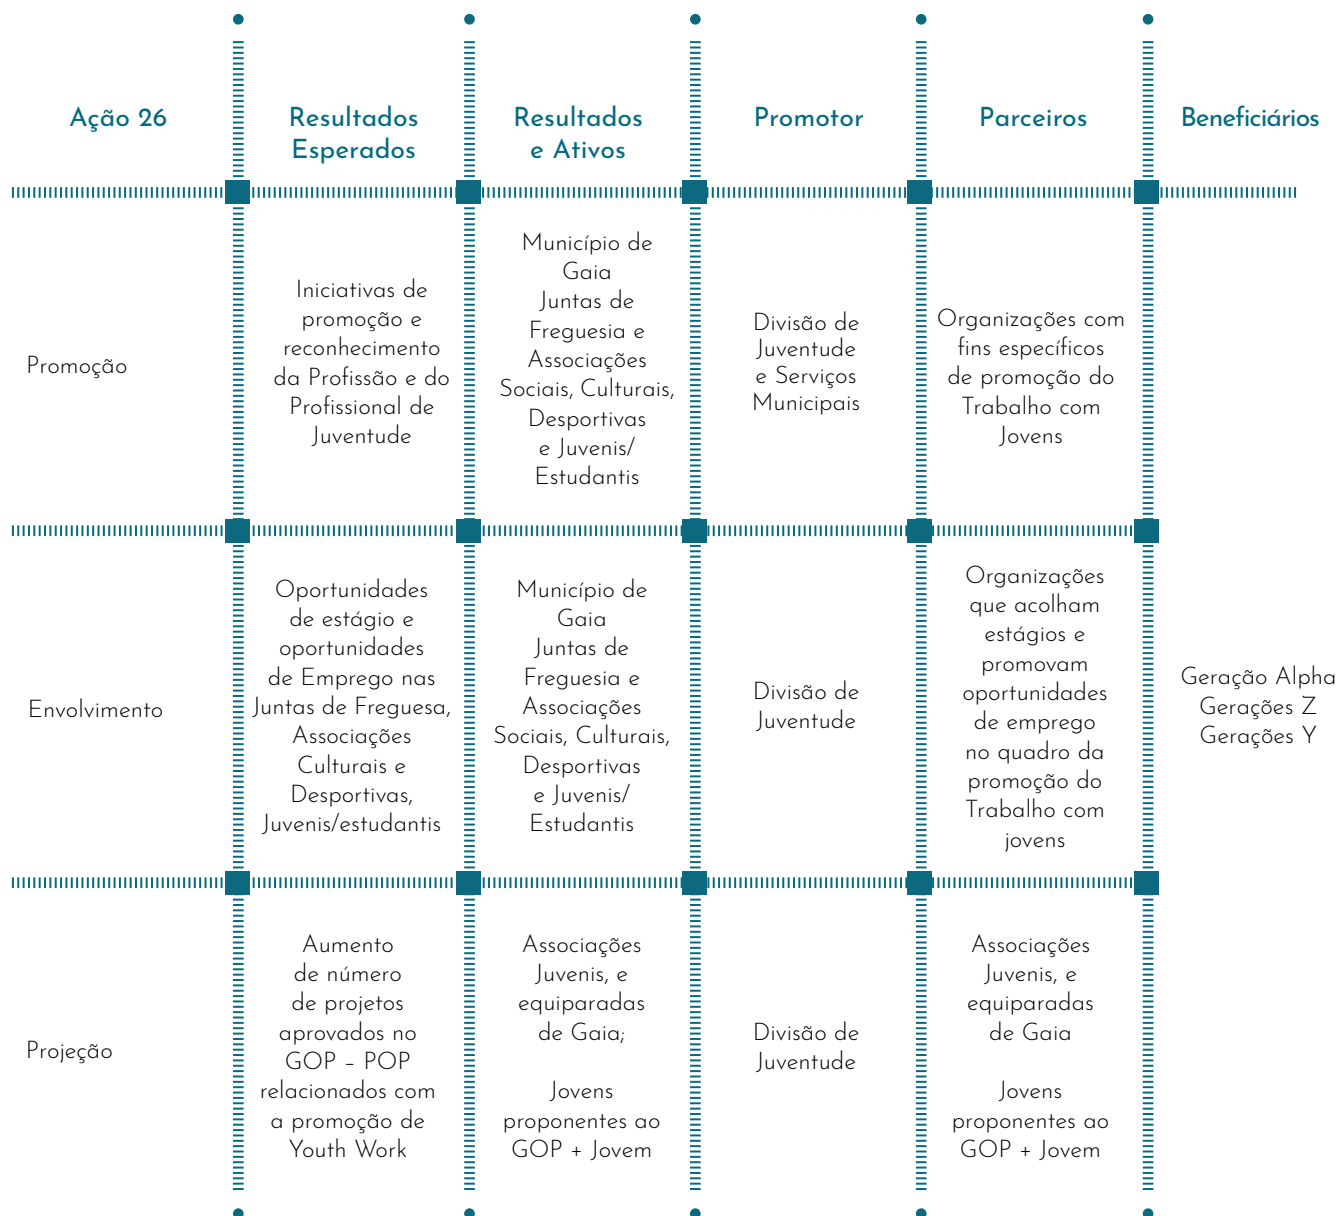 Ação 26
Resultados
Esperados
Resultados
e Ativos
Promotor
Parceiros
Beneficiários
Promoção
Iniciativas de
promoção e
reconhecimento
da Profissão e do
Profissional de
Juventude
Município de
Gaia
Juntas de
Freguesia e
Associações
Sociais, Culturais,
Desportivas
e Juvenis/
Estudantis
Divisão de
Juventude
e Serviços
Municipais
Organizações com
fins específicos
de promoção do
Trabalho com
Jovens
Envolvimento
Oportunidades
de estágio e
oportunidades
de Emprego nas
Juntas de Freguesa,
Associações
Culturais e
Desportivas,
Juvenis/estudantis
Município de
Gaia
Juntas de
Freguesia e
Associações
Sociais, Culturais,
Desportivas
e Juvenis/
Estudantis
Divisão de
Juventude
Organizações
que acolham
estágios e
promovam
oportunidades
de emprego
no quadro da
promoção do
Trabalho com
jovens
Geração Alpha
Gerações Z
Gerações Y
Projeção
Aumento
de número
de projetos
aprovados no
GOP – POP
relacionados com
a promoção de
Youth Work
Associações
Juvenis, e
equiparadas
de Gaia;
Jovens
proponentes ao
GOP + Jovem
Divisão de
Juventude
Associações
Juvenis, e
equiparadas
de Gaia
Jovens
proponentes ao
GOP + Jovem